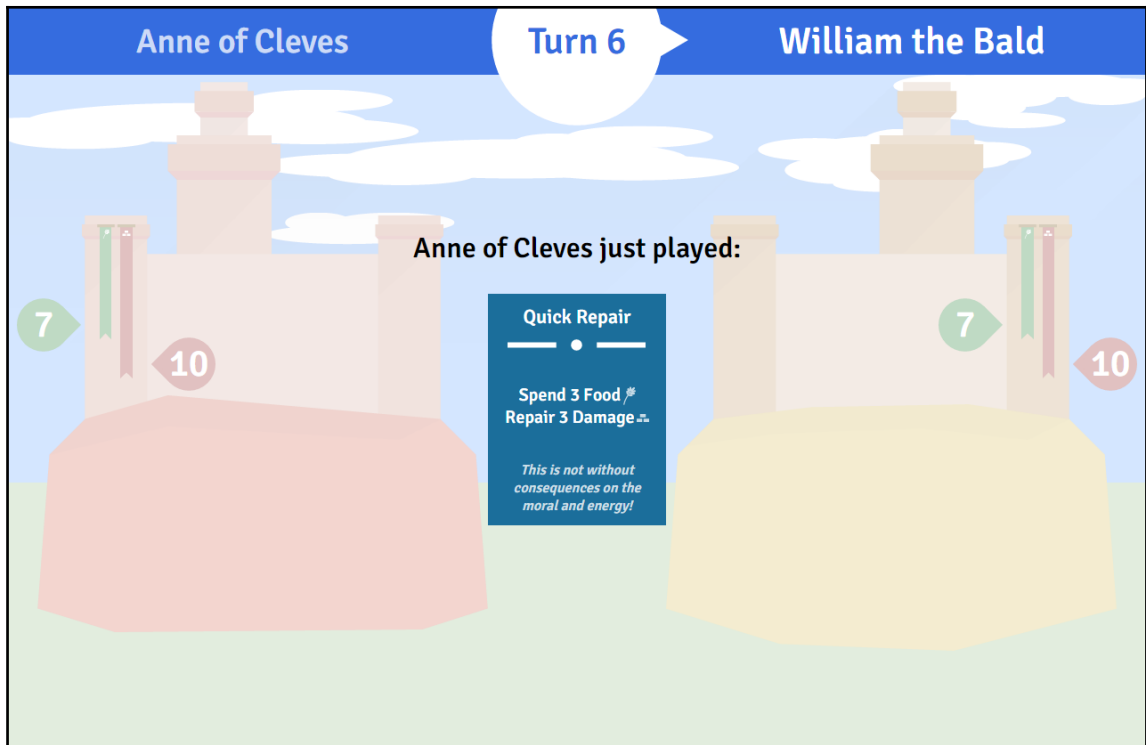 Anne of Cleves
Turn 6
William the Bald
Anne of Cleves just played:
Quick Repair
Spend 3 Food
Repair 3 Damage
This is not without
consequences on the
moral and energy!
7
10
7
10